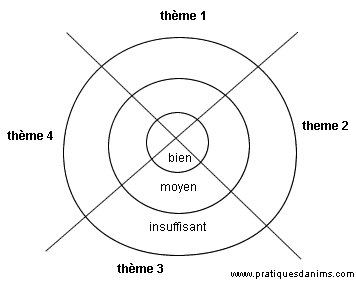 thème 1
thème 4
theme 2
bien
moyen
insuffisant
thème 3
www.pratiquesdanims.com